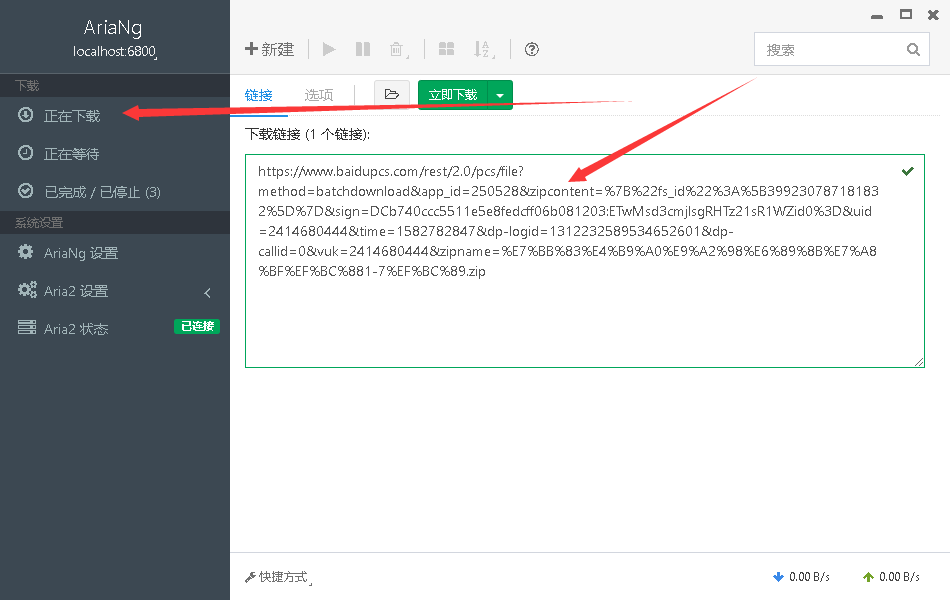 AriaNg
localhost:6800
新建
搜索
下载
正在下载
正在等待
已完成 / 已停止 (3)
系统设置
AriaNg 设置
Aria2 设置
Aria2 状态
已连接
链接
选项
立即下载
下载链接 (1 个链接):
https://www.baidupcs.com/rest/2.0/pcs/file?
method=batchdownload&app_id=250528&zipcontent=%7B%22fs_id%22%3A%5B39923078718183
2%5D%7D&sign=DCb740ccc5511e5e8fedcff06b081203:ETwMsd3cmjIsgRHTz21sR1WZid0%3D&uid
=2414680444&time=1582782847&dp-logid=1312232589534652601&dp-
callid=0&vuk=2414680444&zipname=%E7%BB%83%E4%B9%A0%E9%A2%98%E6%89%8B%E7%A8
%BF%EF%BC%881-7%EF%BC%89.zip
快捷方式
0.00 B/s
0.00 B/s